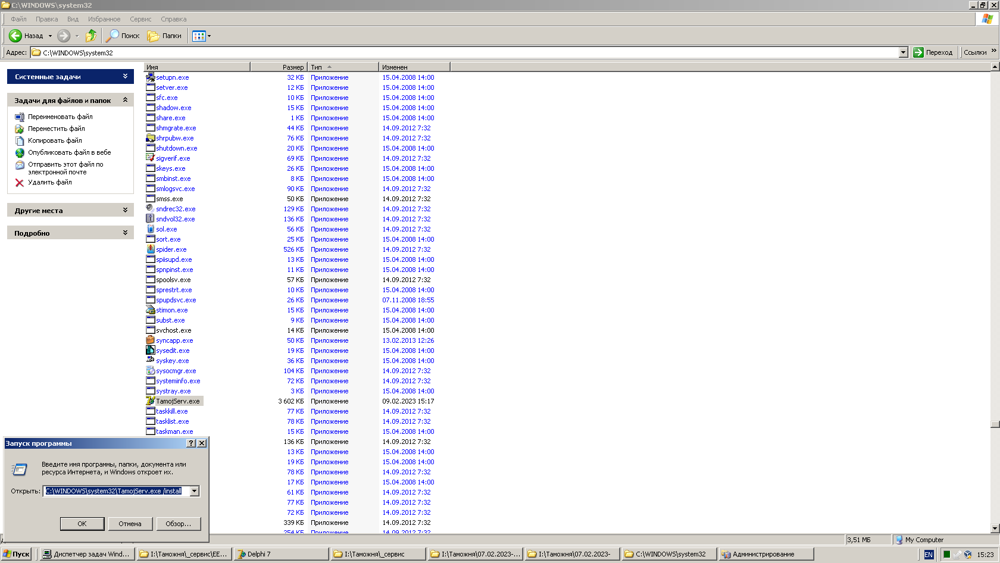 C:\WINDOWS\system32
Файл Правка Вид Избранное Сервис Справка
Назад Поиск Папки
Адрес: C:\WINDOWS\system32 Переход Ссылки »
Имя Размер Тип Изменен
Системные задачи
Задачи для файлов и папок
Переименовать файл
Переместить файл
Копировать файл
Опубликовать файл в вебе
Отправить этот файл по
электронной почте
Удалить файл
Другие места
Подробно
setupn.exe 32 КБ Приложение 15.04.2008 14:00
setver.exe 12 КБ Приложение 15.04.2008 14:00
sfc.exe 10 КБ Приложение 15.04.2008 14:00
shadow.exe 15 КБ Приложение 15.04.2008 14:00
share.exe 1 КБ Приложение 15.04.2008 14:00
shmgrate.exe 44 КБ Приложение 14.09.2012 7:32
shrpubw.exe 76 КБ Приложение 14.09.2012 7:32
shutdown.exe 20 КБ Приложение 15.04.2008 14:00
sigverif.exe 69 КБ Приложение 14.09.2012 7:32
skeys.exe 26 КБ Приложение 15.04.2008 14:00
smbinst.exe 8 КБ Приложение 15.04.2008 14:00
smlogsvc.exe 90 КБ Приложение 14.09.2012 7:32
smss.exe 50 КБ Приложение 14.09.2012 7:32
sndrec32.exe 129 КБ Приложение 14.09.2012 7:32
sndvol32.exe 136 КБ Приложение 14.09.2012 7:32
sol.exe 56 КБ Приложение 14.09.2012 7:32
sort.exe 25 КБ Приложение 15.04.2008 14:00
spider.exe 526 КБ Приложение 14.09.2012 7:32
spiisupd.exe 13 КБ Приложение 15.04.2008 14:00
spnpinst.exe 11 КБ Приложение 15.04.2008 14:00
spoolsv.exe 57 КБ Приложение 14.09.2012 7:32
sprestrt.exe 10 КБ Приложение 15.04.2008 14:00
spupdsvc.exe 26 КБ Приложение 07.11.2008 18:55
stimon.exe 15 КБ Приложение 15.04.2008 14:00
subst.exe 9 КБ Приложение 15.04.2008 14:00
svchost.exe 14 КБ Приложение 15.04.2008 14:00
syncapp.exe 50 КБ Приложение 13.02.2013 12:26
sysedit.exe 19 КБ Приложение 15.04.2008 14:00
syskey.exe 36 КБ Приложение 15.04.2008 14:00
sysocmgr.exe 104 КБ Приложение 14.09.2012 7:32
systeminfo.exe 72 КБ Приложение 14.09.2012 7:32
systray.exe 3 КБ Приложение 15.04.2008 14:00
TamojServ.exe 3 602 КБ Приложение 09.02.2023 15:17
taskkill.exe 77 КБ Приложение 14.09.2012 7:32
tasklist.exe 78 КБ Приложение 14.09.2012 7:32
taskman.exe 15 КБ Приложение 15.04.2008 14:00
136 КБ Приложение 14.09.2012 7:32
13 КБ Приложение 15.04.2008 14:00
19 КБ Приложение 15.04.2008 14:00
78 КБ Приложение 14.09.2012 7:32
17 КБ Приложение 15.04.2008 14:00
61 КБ Приложение 14.09.2012 7:32
77 КБ Приложение 14.09.2012 7:32
72 КБ Приложение 14.09.2012 7:32
339 КБ Приложение 14.09.2012 7:32
254 КБ Приложение 14.09.2012 7:32
Запуск программы
Введите имя программы, папки, документа или
ресурса Интернета, и Windows откроет их.
Открыть: C:\WINDOWS\system32\TamojServ.exe /install
ОК Отмена Обзор...
3,51 МБ My Computer
Пуск Диспетчер задач Wind... I:\Таможня\_сервис\EE... Delphi 7 I:\Таможня\_сервис I:\Таможня\07.02.2023-... I:\Таможня\07.02.2023- C:\WINDOWS\system32 Администрирование EN 15:23